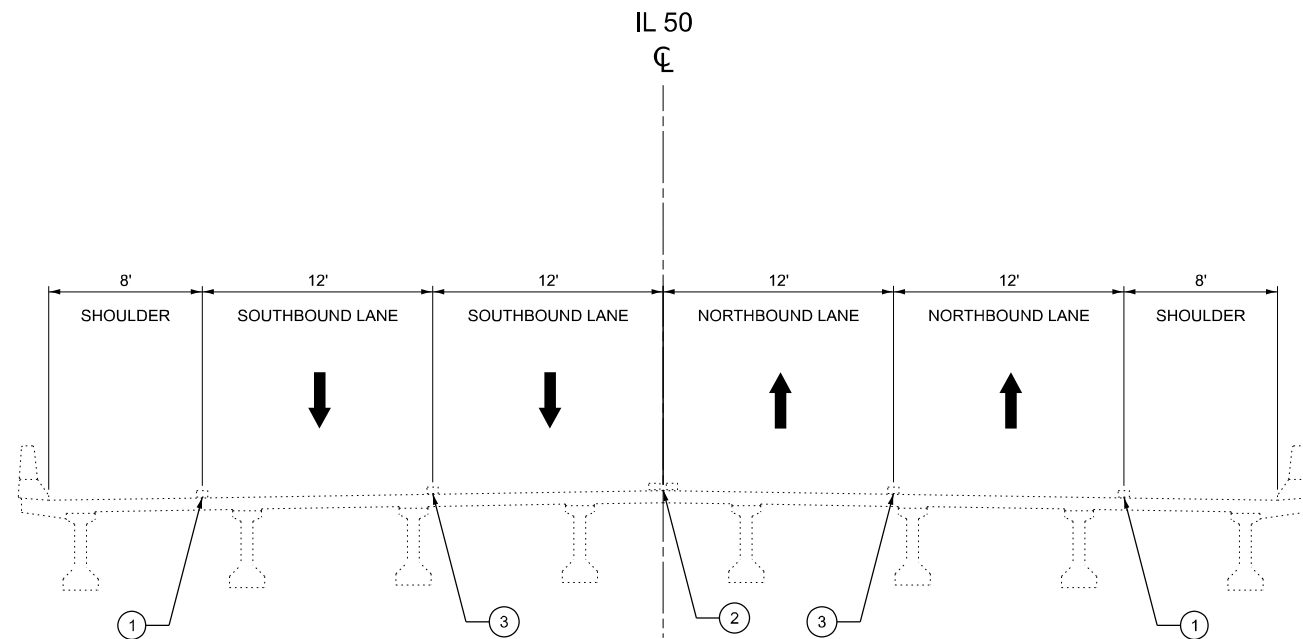 IL 50
℄
8' 12' 12' 12' 12' 8'
SHOULDER SOUTHBOUND LANE SOUTHBOUND LANE NORTHBOUND LANE NORTHBOUND LANE SHOULDER
1 3 2 3 1